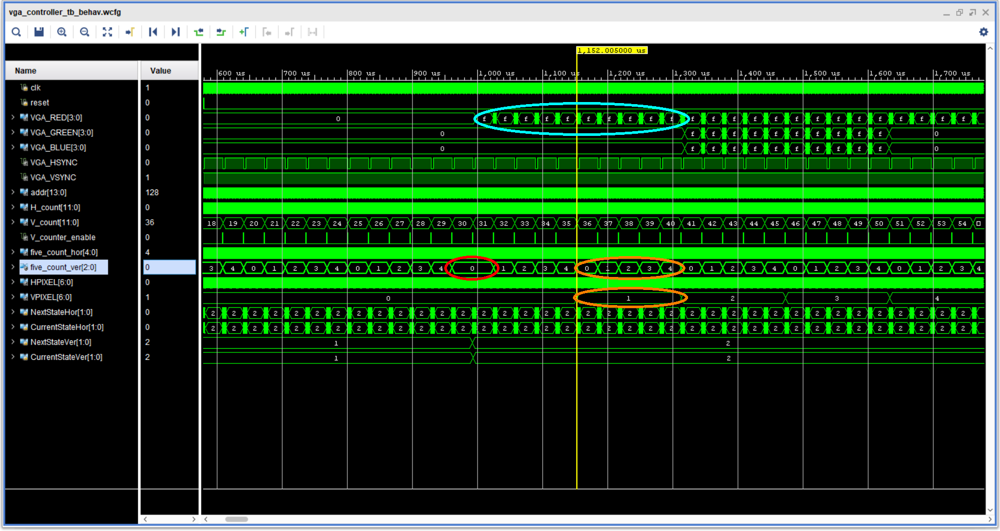 vga_controller_tb_behav.wcfg
1,152.005000 us
Name Value
600 us 700 us 800 us 900 us 1,000 us 1,100 us 1,200 us 1,300 us 1,400 us 1,500 us 1,600 us 1,700 us
clk 1
reset 0
VGA_RED[3:0] 0 0 f f f f f f f f f f f f f f f f f f f f f f f f
VGA_GREEN[3:0] 0 0 f f f f f f f f f f 0
VGA_BLUE[3:0] 0 0 f f f f f f f f f f 0
VGA_HSYNC 0
VGA_VSYNC 1
addr[13:0] 128
H_count[11:0] 0
V_count[11:0] 36 18 19 20 21 22 23 24 25 26 27 28 29 30 31 32 33 34 35 36 37 38 39 40 41 42 43 44 45 46 47 48 49 50 51 52 53 54
V_counter_enable 0
five_count_hor[4:0] 4
five_count_ver[2:0] 0 3 4 0 1 2 3 4 0 1 2 3 4 0 1 2 3 4 0 1 2 3 4 0 1 2 3 4 0 1 2 3 4 0 1 2 3 4
HPIXEL[6:0] 0
VPIXEL[6:0] 1 0 1 2 3 4
NextStateHor[1:0] 0 2 2 2 2 2 2 2 2 2 2 2 2 2 2 2 2 2 2 2 2 2 2 2 2 2 2 2 2 2 2 2 2 2 2 2 2 2
CurrentStateHor[1:0] 0 2 2 2 2 2 2 2 2 2 2 2 2 2 2 2 2 2 2 2 2 2 2 2 2 2 2 2 2 2 2 2 2 2 2 2 2 2
NextStateVer[1:0] 2 1 2
CurrentStateVer[1:0] 2 1 2